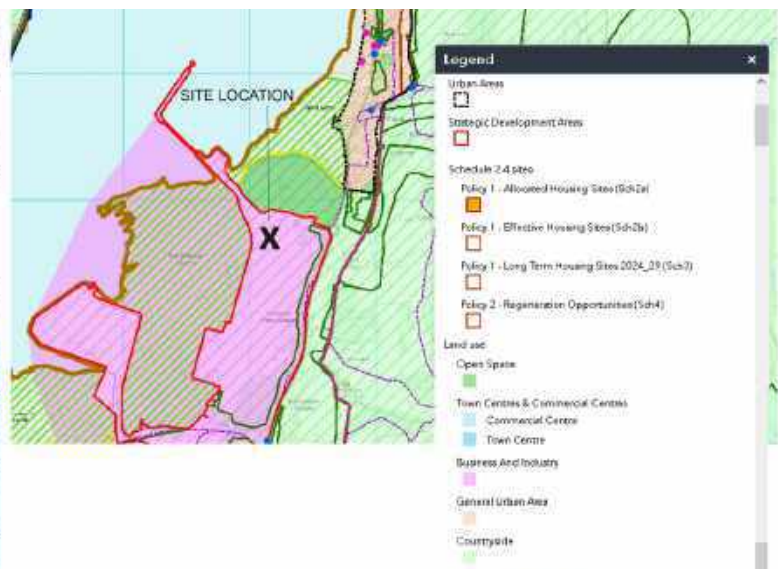 SITE LOCATION
X
Legend
×
Urban Areas
Strategic Development Areas
Schedule 2-4 sites
Policy 1 - Allocated Housing Sites (Sch2a)
Policy 1 - Effective Housing Sites (Sch2b)
Policy 1 - Long Term Housing Sites 2024_29 (Sch3)
Policy 2 - Regeneration Opportunities (Sch4)
Land use
Open Space
Town Centres & Commercial Centres
Commercial Centre
Town Centre
Business And Industry
General Urban Area
Countryside